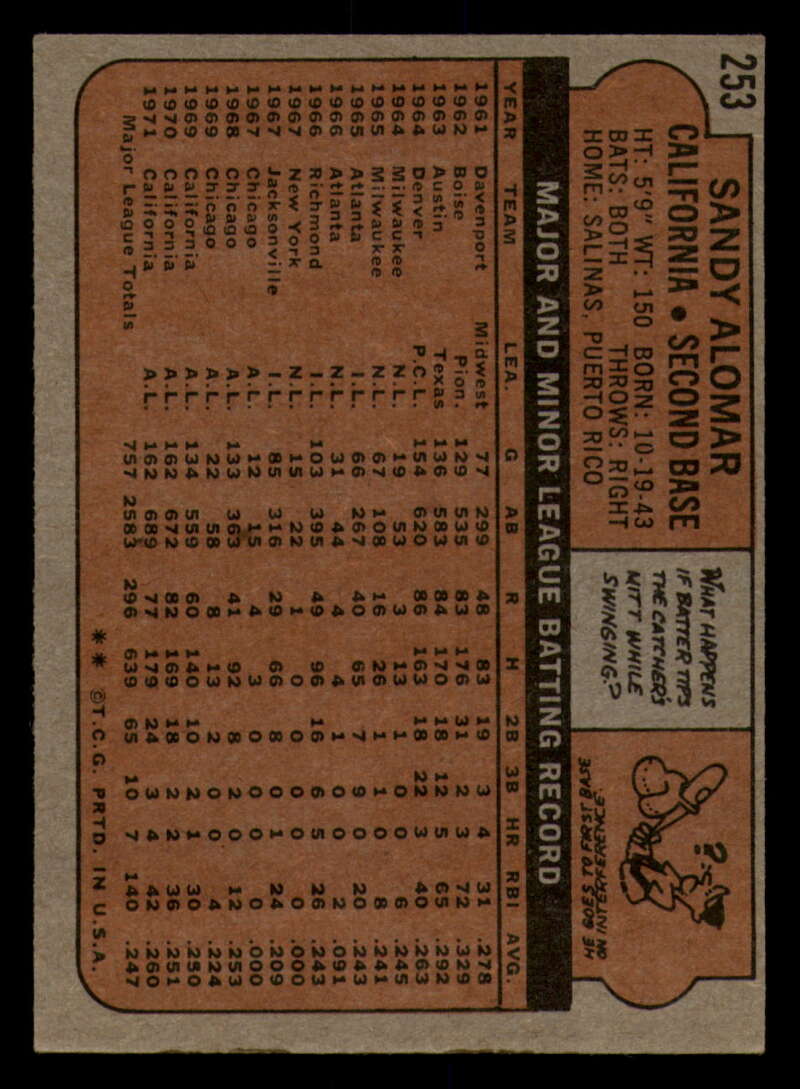 253
SANDY ALOMAR
CALIFORNIA • SECOND BASE
HT: 5'9" WT: 150 BORN: 10-19-43
BATS: BOTH THROWS: RIGHT
HOME: SALINAS, PUERTO RICO
WHAT HAPPENS
IF BATTER TIPS
THE CATCHER'S
MITT WHILE
SWINGING?
?
HE GOES TO FIRST BASE
ON INTERFERENCE.
MAJOR AND MINOR LEAGUE BATTING RECORD
YEAR TEAM LEA. G AB R H 2B 3B HR RBI AVG.
1961 Davenport Midwest 77 299 48 83 19 3 4 31 .278
1962 Boise Pion. 129 535 83 176 31 2 3 72 .329
1963 Austin Texas 136 583 84 170 18 12 5 65 .292
1964 Denver P.C.L. 154 620 86 163 18 22 3 40 .263
1964 Milwaukee N.L. 19 53 3 13 1 0 0 6 .245
1965 Milwaukee N.L. 67 108 16 26 1 1 0 8 .241
1965 Atlanta I.L. 66 267 40 65 7 9 0 20 .243
1966 Atlanta N.L. 31 44 4 4 1 0 0 2 .091
1966 Richmond I.L. 103 395 49 96 16 6 5 26 .243
1967 New York N.L. 15 22 1 0 0 0 0 0 .000
1967 Jacksonville I.L. 85 316 29 66 8 0 1 24 .209
1967 Chicago A.L. 12 15 4 3 0 0 0 0 .000
1968 Chicago A.L. 133 363 41 92 8 2 0 12 .253
1969 Chicago A.L. 22 58 8 13 2 0 0 4 .224
1969 California A.L. 134 559 60 140 10 2 1 30 .250
1970 California A.L. 162 672 82 169 18 2 2 36 .251
1971 California A.L. 162 689 77 179 24 3 4 42 .260
Major League Totals 757 2583 296 639 65 10 7 140 .247
** ©T.C.G. PRTD. IN U.S.A.